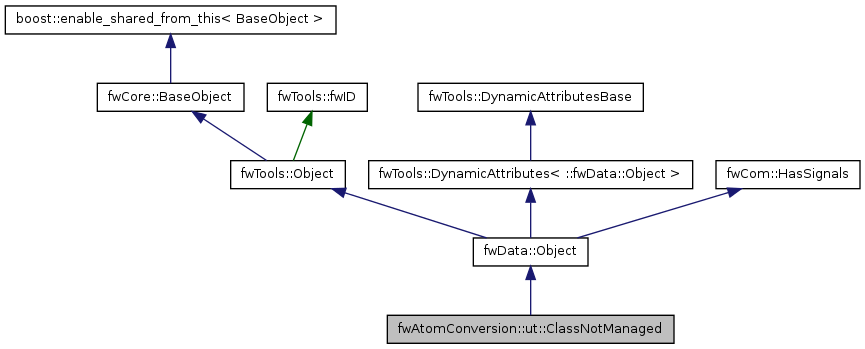 boost::enable_shared_from_this< BaseObject >
fwCore::BaseObject
fwTools::fwID
fwTools::DynamicAttributesBase
fwTools::Object
fwTools::DynamicAttributes< ::fwData::Object >
fwCom::HasSignals
fwData::Object
fwAtomConversion::ut::ClassNotManaged